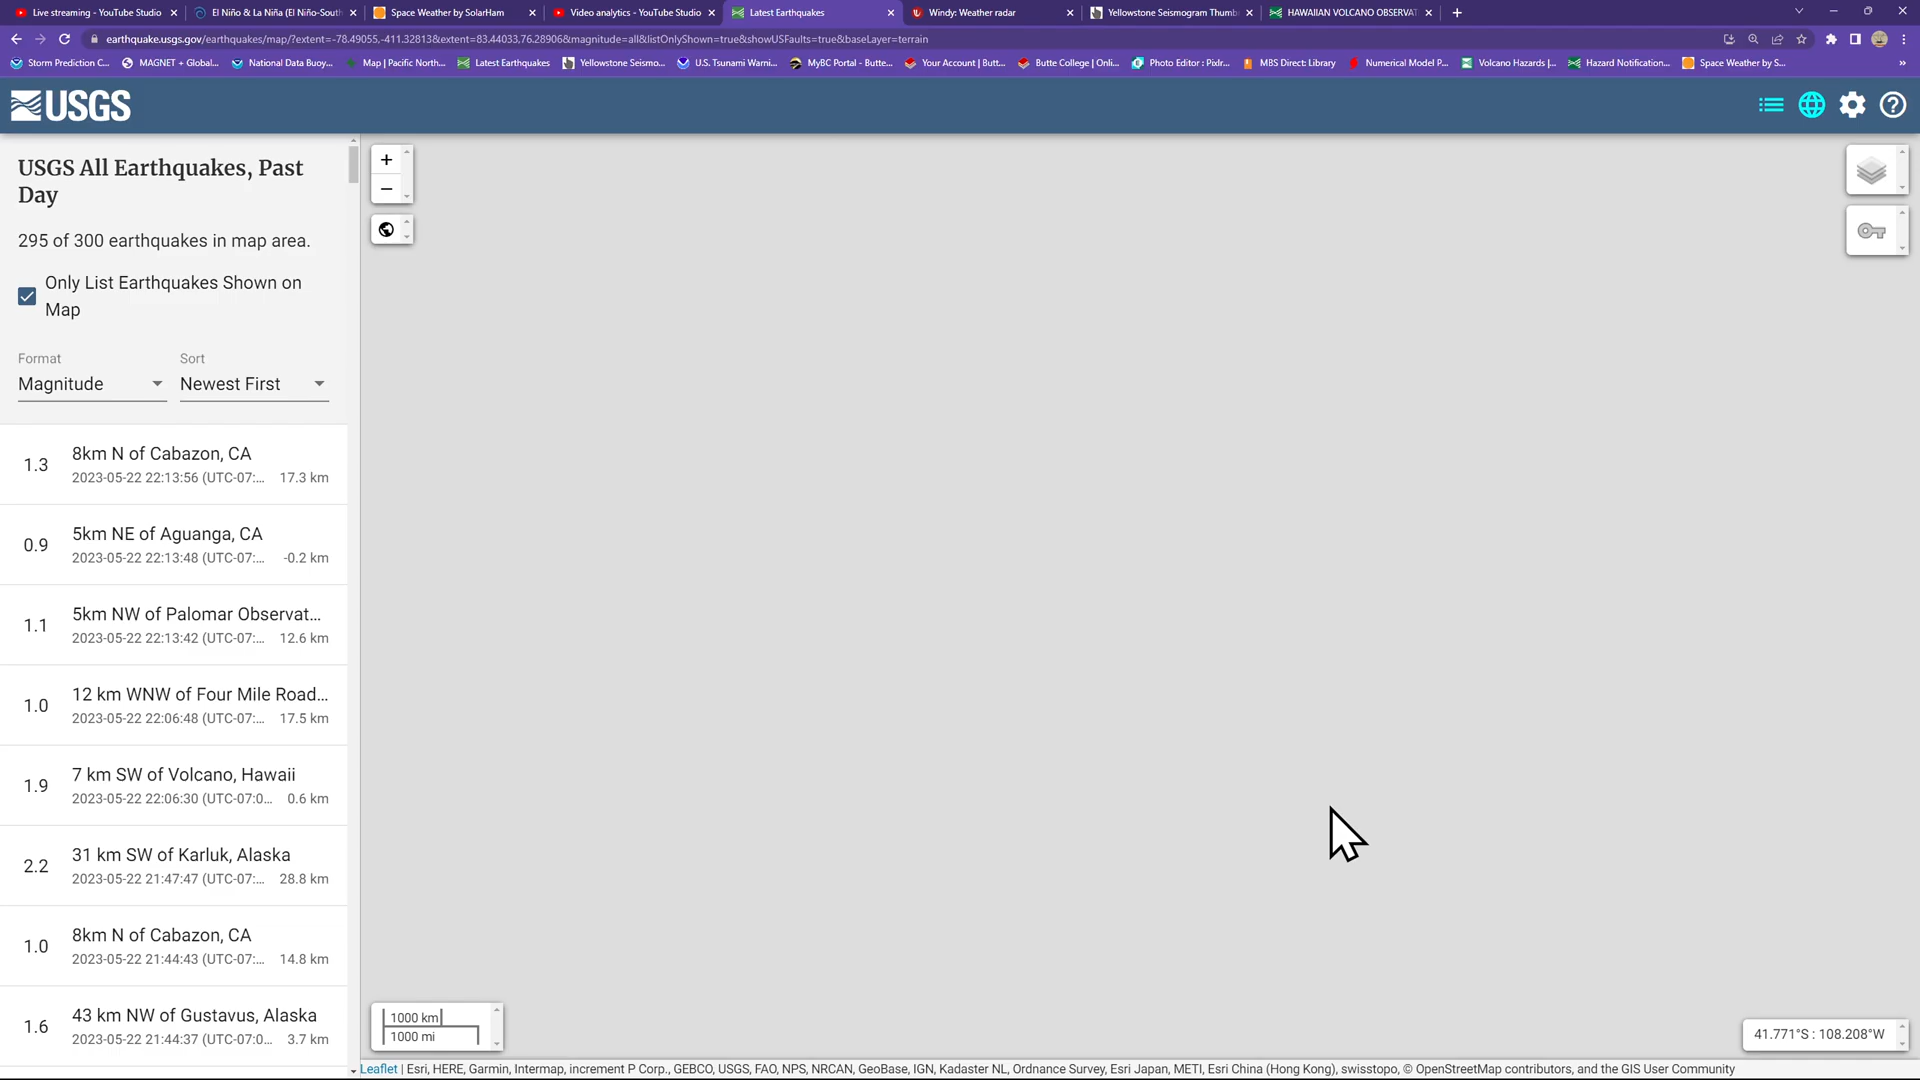 Live streaming - YouTube Studio
El Niño & La Niña (El Niño-South
Space Weather by SolarHam
Video analytics - YouTube Studio
Latest Earthquakes
Windy: Weather radar
Yellowstone Seismogram Thumb
HAWAIIAN VOLCANO OBSERVAT
earthquake.usgs.gov/earthquakes/map/?extent=-78.49055,-411.32813&extent=83.44033,76.28906&magnitude=all&listOnlyShown=true&showUSFaults=true&baseLayer=terrain
Storm Prediction C...
MAGNET + Global...
National Data Buoy...
Map | Pacific North...
Latest Earthquakes
Yellowstone Seismo...
U.S. Tsunami Warni...
MyBC Portal - Butte...
Your Account | Butt...
Butte College | Onli...
Photo Editor : Pixlr...
MBS Direct: Library
Numerical Model P...
Volcano Hazards |...
Hazard Notification...
Space Weather by S...
USGS
USGS All Earthquakes, Past
Day
295 of 300 earthquakes in map area.
Only List Earthquakes Shown on
Map
Format
Sort
Magnitude
Newest First
1.3
8km N of Cabazon, CA
2023-05-22 22:13:56 (UTC-07:... 17.3 km
0.9
5km NE of Aguanga, CA
2023-05-22 22:13:48 (UTC-07:... -0.2 km
1.1
5km NW of Palomar Observat...
2023-05-22 22:13:42 (UTC-07:... 12.6 km
1.0
12 km WNW of Four Mile Road...
2023-05-22 22:06:48 (UTC-07:... 17.5 km
1.9
7 km SW of Volcano, Hawaii
2023-05-22 22:06:30 (UTC-07:0... 0.6 km
2.2
31 km SW of Karluk, Alaska
2023-05-22 21:47:47 (UTC-07:... 28.8 km
1.0
8km N of Cabazon, CA
2023-05-22 21:44:43 (UTC-07:... 14.8 km
1.6
43 km NW of Gustavus, Alaska
2023-05-22 21:44:37 (UTC-07:0... 3.7 km
1000 km
1000 mi
41.771°S : 108.208°W
Leaflet | Esri, HERE, Garmin, Intermap, increment P Corp., GEBCO, USGS, FAO, NPS, NRCAN, GeoBase, IGN, Kadaster NL, Ordnance Survey, Esri Japan, METI, Esri China (Hong Kong), swisstopo, © OpenStreetMap contributors, and the GIS User Community